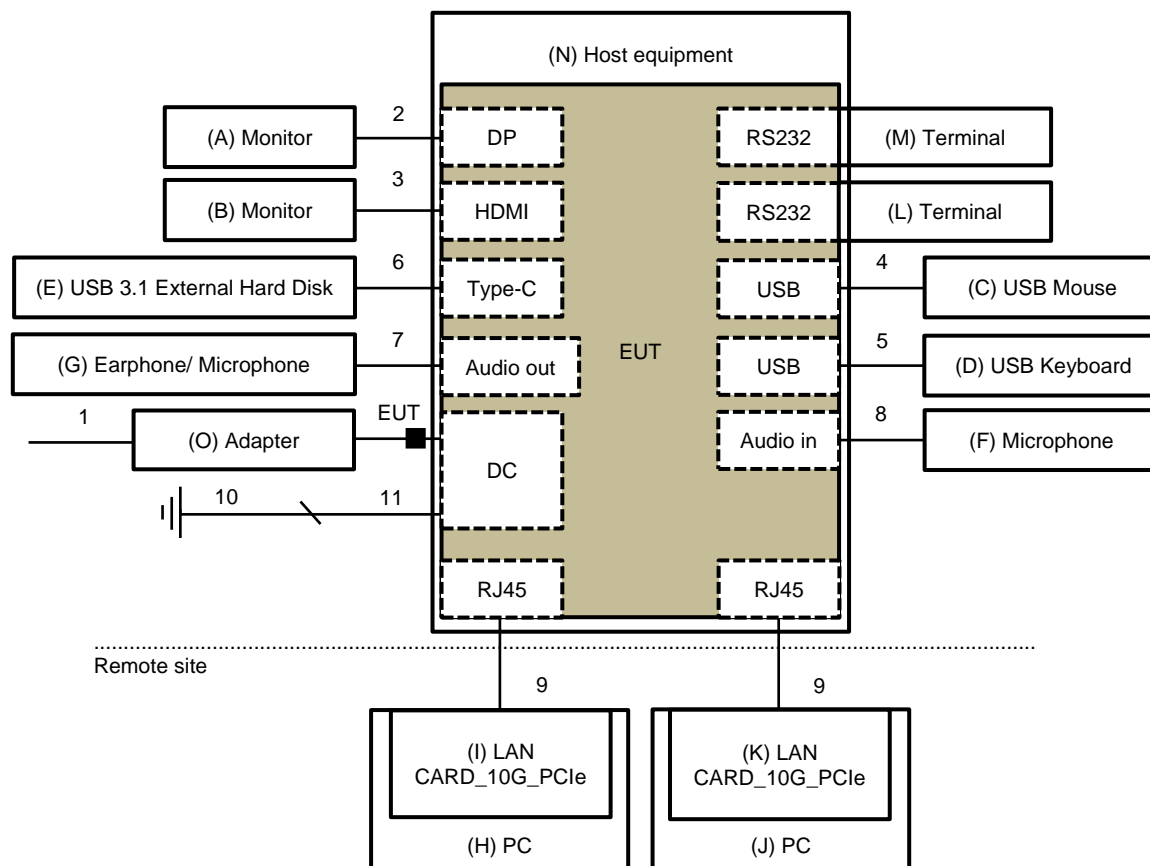 (N) Host equipment
2
(A) Monitor
DP
RS232
(M) Terminal
3
(B) Monitor
HDMI
RS232
(L) Terminal
6
4
(E) USB 3.1 External Hard Disk
Type-C
USB
(C) USB Mouse
7
EUT
5
(G) Earphone/ Microphone
Audio out
USB
(D) USB Keyboard
1
EUT
8
(O) Adapter
Audio in
(F) Microphone
DC
10
11
RJ45
RJ45
Remote site
9
9
(I) LAN
CARD_10G_PCIe
(K) LAN
CARD_10G_PCIe
(H) PC
(J) PC